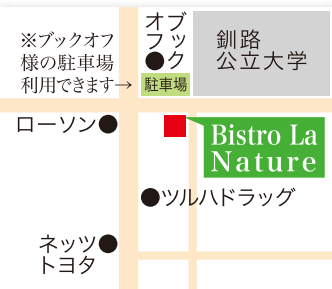 ※ブックオフ
様の駐車場
利用できます→
ブック
オフ
駐車場
釧路
公立大学
ローソン
Bistro La
Nature
ツルハドラッグ
ネッツ
トヨタ